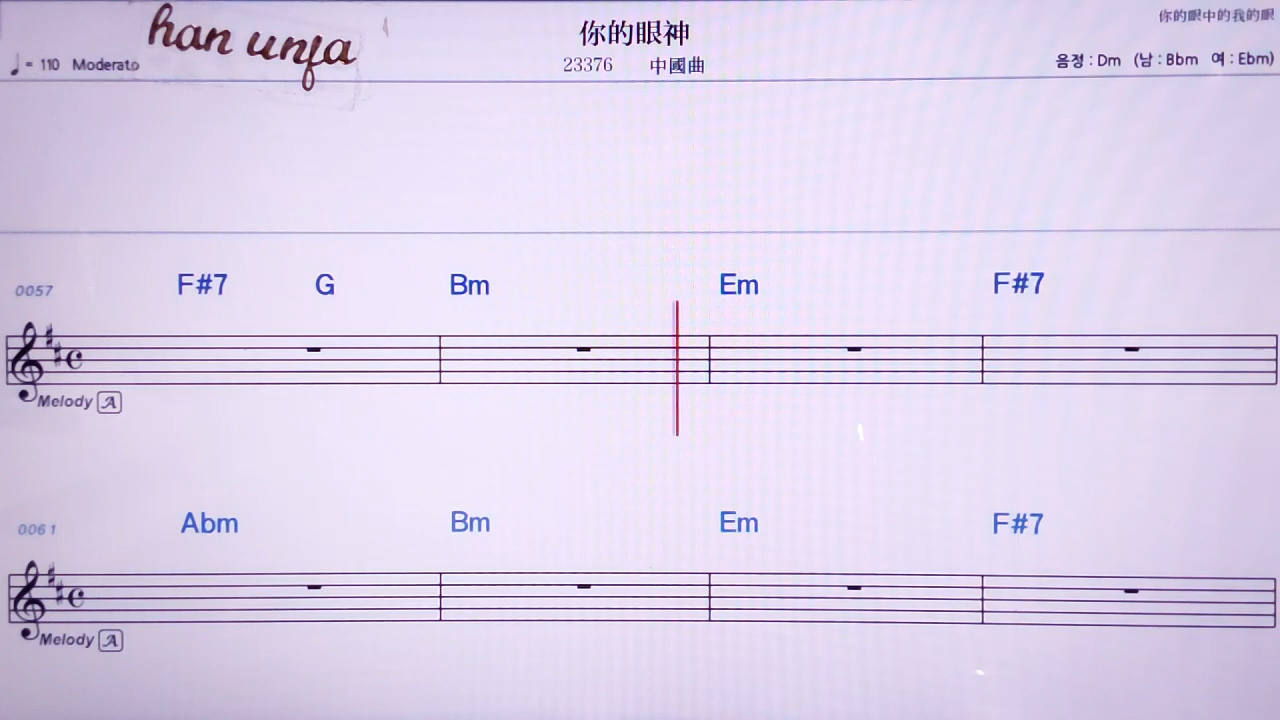 han unfa
你的眼神
你的眼中的我的眼
♩= 110 Moderato
23376 中國曲
음정 : Dm (남 : Bbm 여 : Ebm)
0057 F#7 G Bm Em F#7
Melody A
0061 Abm Bm Em F#7
Melody A